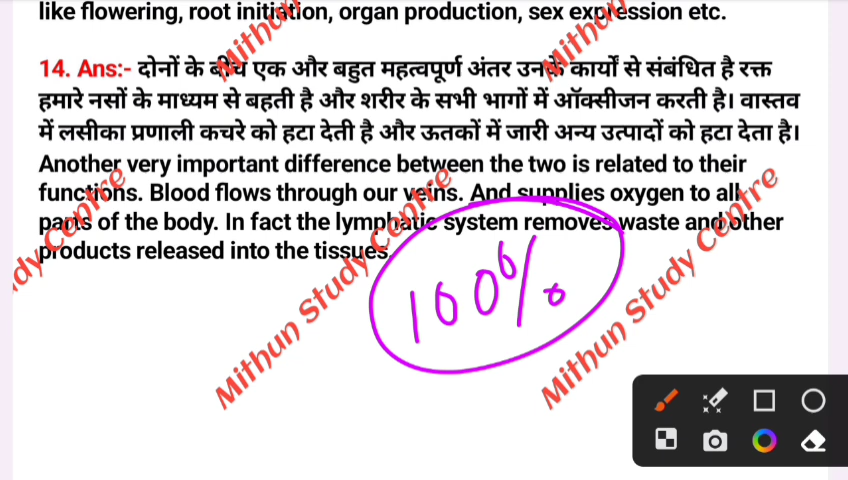 like flowering, root initiation, organ production, sex expression etc.
14. Ans:- दोनों के बीच एक और बहुत महत्वपूर्ण अंतर उनके कार्यों से संबंधित है रक्त
हमारे नसों के माध्यम से बहती है और शरीर के सभी भागों में ऑक्सीजन करती है। वास्तव
में लसीका प्रणाली कचरे को हटा देती है और ऊतकों में जारी अन्य उत्पादों को हटा देता है।
Another very important difference between the two is related to their
functions. Blood flows through our veins. And supplies oxygen to all
parts of the body. In fact the lymphatic system removes waste and other
products released into the tissues.
100%
Mithun
Mithun
dy Centre
Mithun Study Centre
Mithun Study Centre